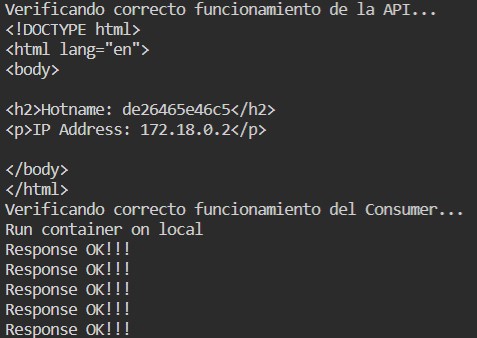 Verificando correcto funcionamiento de la API...
<!DOCTYPE html>
<html lang="en">
<body>
<h2>Hotname: de26465e46c5</h2>
<p>IP Address: 172.18.0.2</p>
</body>
</html>
Verificando correcto funcionamiento del Consumer...
Run container on local
Response OK!!!
Response OK!!!
Response OK!!!
Response OK!!!
Response OK!!!